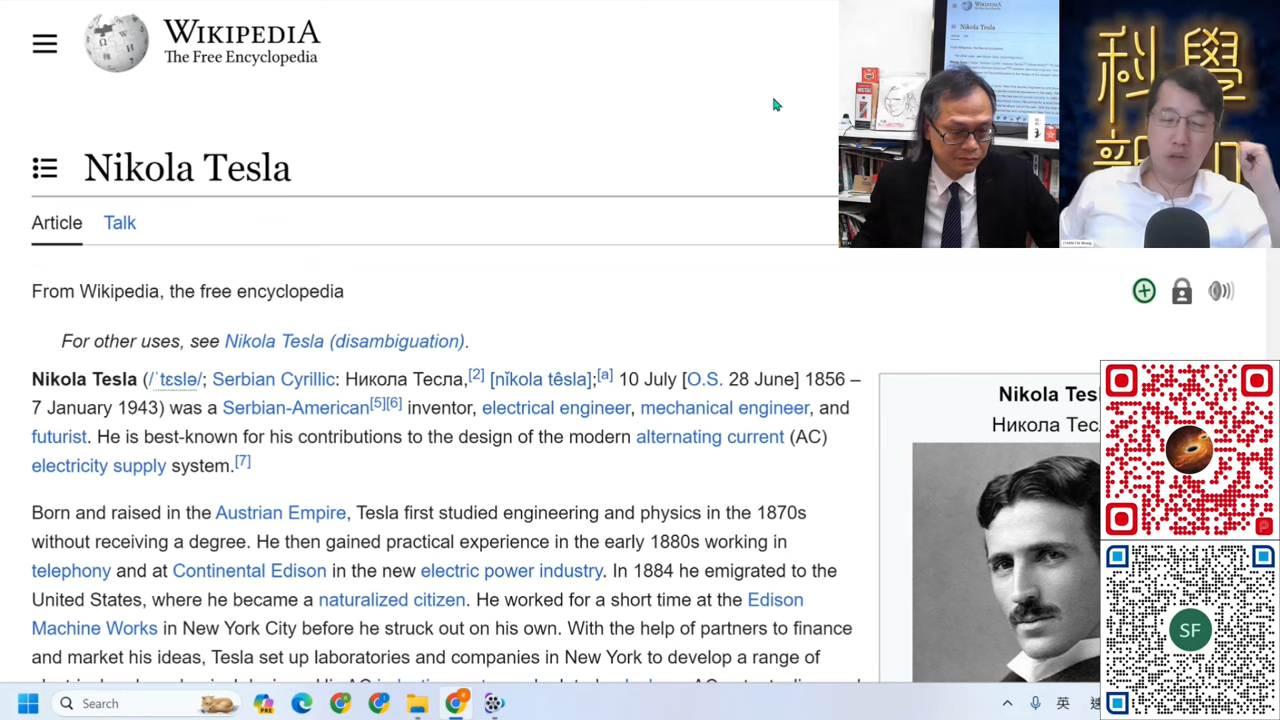 WIKIPEDIA
The Free Encyclopedia
Nikola Tesla
Article Talk
From Wikipedia, the free encyclopedia
For other uses, see Nikola Tesla (disambiguation).
Nikola Tesla (/ˈtɛslə/; Serbian Cyrillic: Никола Тесла,[2] [nǐkola têsla];[a] 10 July [O.S. 28 June] 1856 –
7 January 1943) was a Serbian-American[5][6] inventor, electrical engineer, mechanical engineer, and
futurist. He is best-known for his contributions to the design of the modern alternating current (AC)
electricity supply system.[7]
Born and raised in the Austrian Empire, Tesla first studied engineering and physics in the 1870s
without receiving a degree. He then gained practical experience in the early 1880s working in
telephony and at Continental Edison in the new electric power industry. In 1884 he emigrated to the
United States, where he became a naturalized citizen. He worked for a short time at the Edison
Machine Works in New York City before he struck out on his own. With the help of partners to finance
and market his ideas, Tesla set up laboratories and companies in New York to develop a range of
Nikola Tes
Никола Тес
WIKIPEDIA
Nikola Tesla
科學
SF
Search
PRE
英